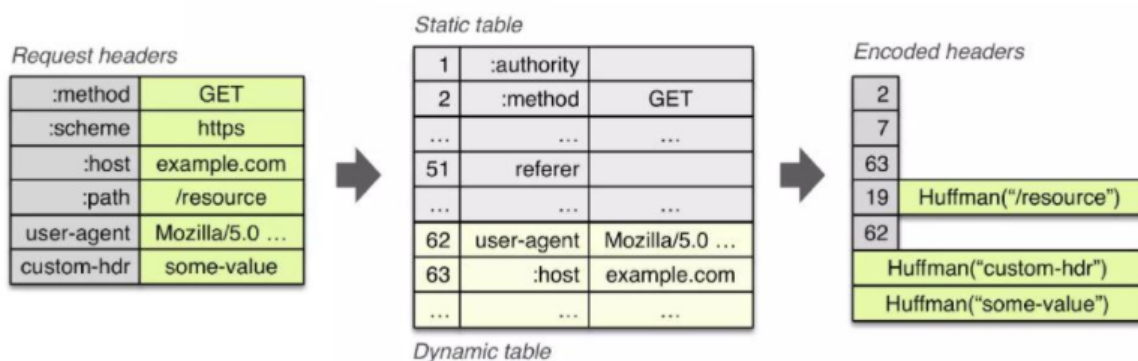 Request headers
:method GET
:scheme https
:host example.com
:path /resource
user-agent Mozilla/5.0 ...
custom-hdr some-value
Static table
1 :authority
2 :method GET
... ... ...
51 referer
... ... ...
62 user-agent Mozilla/5.0 ...
63 :host example.com
... ... ...
Dynamic table
Encoded headers
2
7
63
19 Huffman("/resource")
62
Huffman("custom-hdr")
Huffman("some-value")